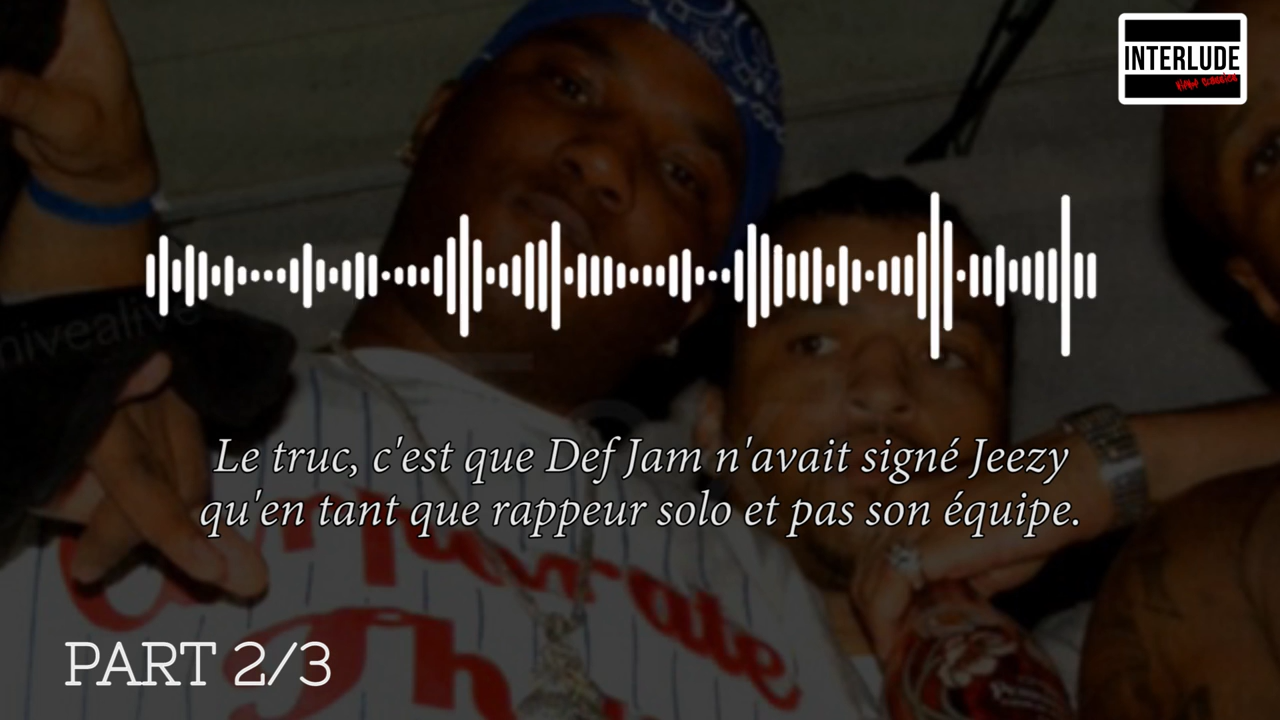 INTERLUDE
Le truc, c'est que Def Jam n'avait signé Jeezy
qu'en tant que rappeur solo et pas son équipe.
PART 2/3